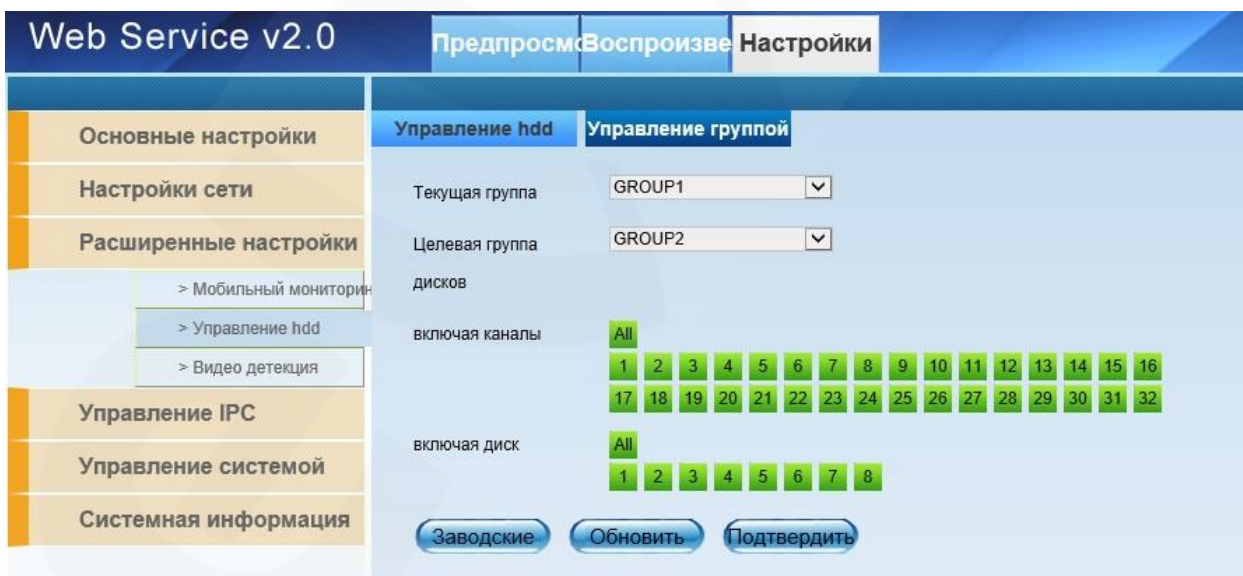 Web Service v2.0
Предпросмо Воспроизве Настройки
Основные настройки
Настройки сети
Расширенные настройки
> Мобильный мониторин
> Управление hdd
> Видео детекция
Управление IPC
Управление системой
Системная информация
Управление hdd Управление группой
Текущая группа GROUP1
Целевая группа GROUP2
дисков
включая каналы All
1 2 3 4 5 6 7 8 9 10 11 12 13 14 15 16
17 18 19 20 21 22 23 24 25 26 27 28 29 30 31 32
включая диск All
1 2 3 4 5 6 7 8
Заводские Обновить Подтвердить